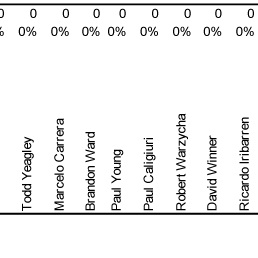 0 0 0 0 0 0 0 0 0
% 0% 0% 0% 0% 0% 0% 0% 0%
Todd Yeagley
Marcelo Carrera
Brandon Ward
Paul Young
Paul Caligiuri
Robert Warzycha
David Winner
Ricardo Iribarren